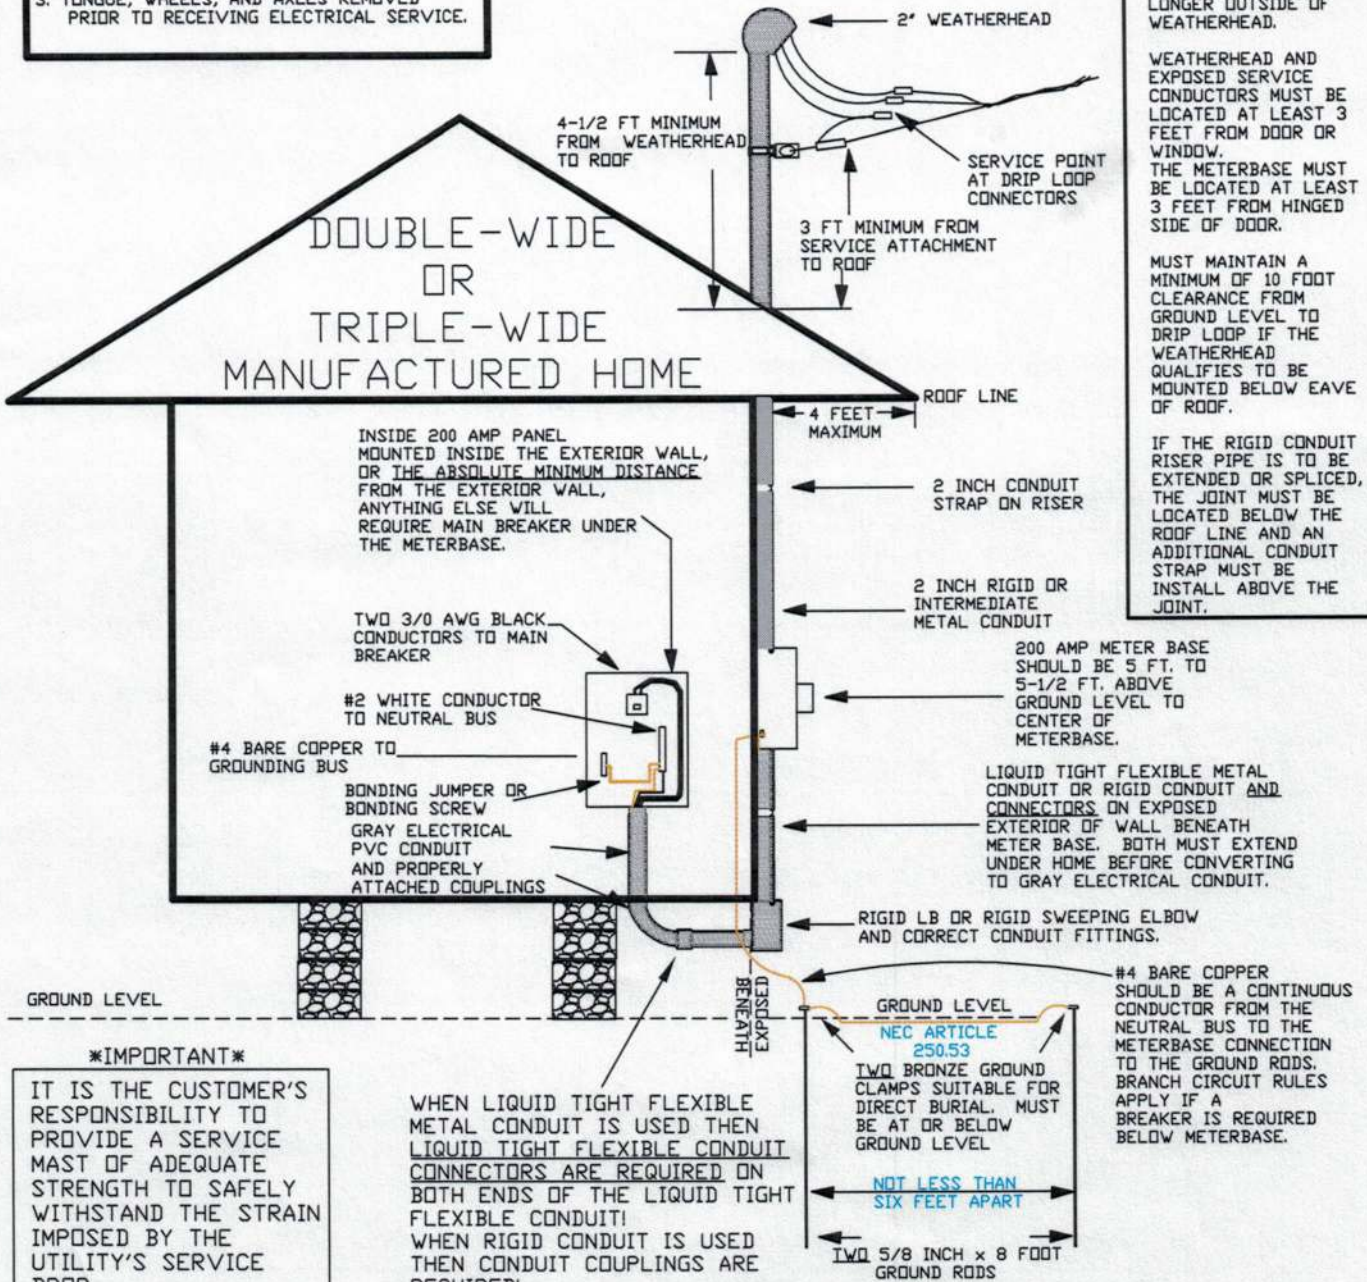 3. TONGUE, WHEELS, AND AXLES REMOVED
PRIOR TO RECEIVING ELECTRICAL SERVICE.
2" WEATHERHEAD
4-1/2 FT MINIMUM
FROM WEATHERHEAD
TO ROOF
SERVICE POINT
AT DRIP LOOP
CONNECTORS
3 FT MINIMUM FROM
SERVICE ATTACHMENT
TO ROOF
LONGER OUTSIDE OF
WEATHERHEAD.
WEATHERHEAD AND
EXPOSED SERVICE
CONDUCTORS MUST BE
LOCATED AT LEAST 3
FEET FROM DOOR OR
WINDOW.
THE METERBASE MUST
BE LOCATED AT LEAST
3 FEET FROM HINGED
SIDE OF DOOR.
MUST MAINTAIN A
MINIMUM OF 10 FOOT
CLEARANCE FROM
GROUND LEVEL TO
DRIP LOOP IF THE
WEATHERHEAD
QUALIFIES TO BE
MOUNTED BELOW EAVE
OF ROOF.
IF THE RIGID CONDUIT
RISER PIPE IS TO BE
EXTENDED OR SPLICED,
THE JOINT MUST BE
LOCATED BELOW THE
ROOF LINE AND AN
ADDITIONAL CONDUIT
STRAP MUST BE
INSTALL ABOVE THE
JOINT.
DOUBLE-WIDE
OR
TRIPLE-WIDE
MANUFACTURED HOME
ROOF LINE
4 FEET
MAXIMUM
INSIDE 200 AMP PANEL
MOUNTED INSIDE THE EXTERIOR WALL,
OR THE ABSOLUTE MINIMUM DISTANCE
FROM THE EXTERIOR WALL,
ANYTHING ELSE WILL
REQUIRE MAIN BREAKER UNDER
THE METERBASE.
2 INCH CONDUIT
STRAP ON RISER
2 INCH RIGID OR
INTERMEDIATE
METAL CONDUIT
TWO 3/0 AWG BLACK
CONDUCTORS TO MAIN
BREAKER
#2 WHITE CONDUCTOR
TO NEUTRAL BUS
#4 BARE COPPER TO
GROUNDING BUS
BONDING JUMPER OR
BONDING SCREW
GRAY ELECTRICAL
PVC CONDUIT
AND PROPERLY
ATTACHED COUPLINGS
200 AMP METER BASE
SHOULD BE 5 FT. TO
5-1/2 FT. ABOVE
GROUND LEVEL TO
CENTER OF
METERBASE.
LIQUID TIGHT FLEXIBLE METAL
CONDUIT OR RIGID CONDUIT AND
CONNECTORS ON EXPOSED
EXTERIOR OF WALL BENEATH
METER BASE. BOTH MUST EXTEND
UNDER HOME BEFORE CONVERTING
TO GRAY ELECTRICAL CONDUIT.
RIGID LB OR RIGID SWEEPING ELBOW
AND CORRECT CONDUIT FITTINGS.
GROUND LEVEL
BENEATH
EXPOSED
GROUND LEVEL
NEC ARTICLE
250.53
TWO BRONZE GROUND
CLAMPS SUITABLE FOR
DIRECT BURIAL. MUST
BE AT OR BELOW
GROUND LEVEL
NOT LESS THAN
SIX FEET APART
TWO 5/8 INCH x 8 FOOT
GROUND RODS
#4 BARE COPPER
SHOULD BE A CONTINUOUS
CONDUCTOR FROM THE
NEUTRAL BUS TO THE
METERBASE CONNECTION
TO THE GROUND RODS.
BRANCH CIRCUIT RULES
APPLY IF A
BREAKER IS REQUIRED
BELOW METERBASE.
*IMPORTANT*
IT IS THE CUSTOMER'S
RESPONSIBILITY TO
PROVIDE A SERVICE
MAST OF ADEQUATE
STRENGTH TO SAFELY
WITHSTAND THE STRAIN
IMPOSED BY THE
UTILITY'S SERVICE
DROP
WHEN LIQUID TIGHT FLEXIBLE
METAL CONDUIT IS USED THEN
LIQUID TIGHT FLEXIBLE CONDUIT
CONNECTORS ARE REQUIRED ON
BOTH ENDS OF THE LIQUID TIGHT
FLEXIBLE CONDUIT!
WHEN RIGID CONDUIT IS USED
THEN CONDUIT COUPLINGS ARE
REQUIRED!